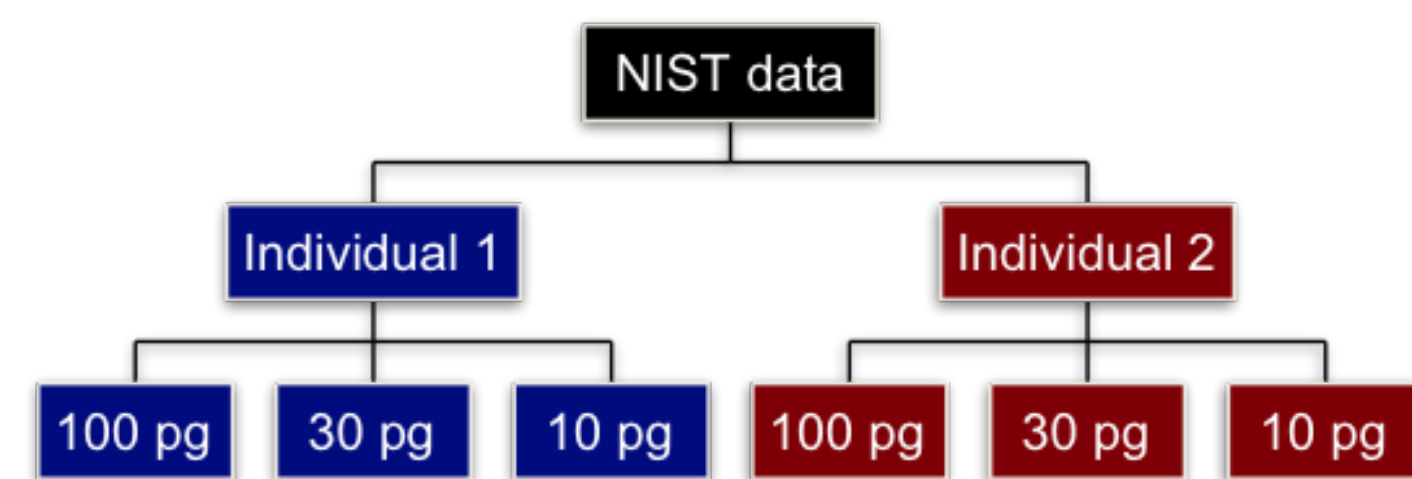 NIST data
Individual 1
Individual 2
100 pg
30 pg
10 pg
100 pg
30 pg
10 pg